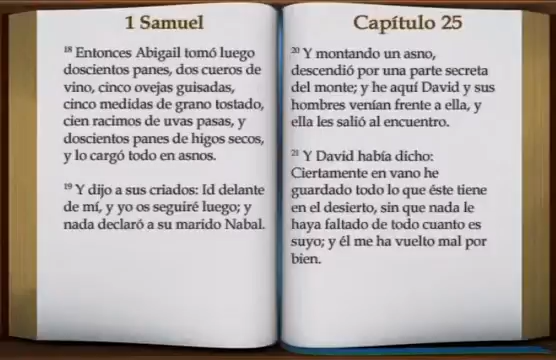 1 Samuel
¹⁸ Entonces Abigail tomó luego
doscientos panes, dos cueros de
vino, cinco ovejas guisadas,
cinco medidas de grano tostado,
cien racimos de uvas pasas, y
doscientos panes de higos secos,
y lo cargó todo en asnos.
¹⁹ Y dijo a sus criados: Id delante
de mí, y yo os seguiré luego; y
nada declaró a su marido Nabal.
Capítulo 25
²⁰ Y montando un asno,
descendió por una parte secreta
del monte; y he aquí David y sus
hombres venían frente a ella, y
ella les salió al encuentro.
²¹ Y David había dicho:
Ciertamente en vano he
guardado todo lo que éste tiene
en el desierto, sin que nada le
haya faltado de todo cuanto es
suyo; y él me ha vuelto mal por
bien.